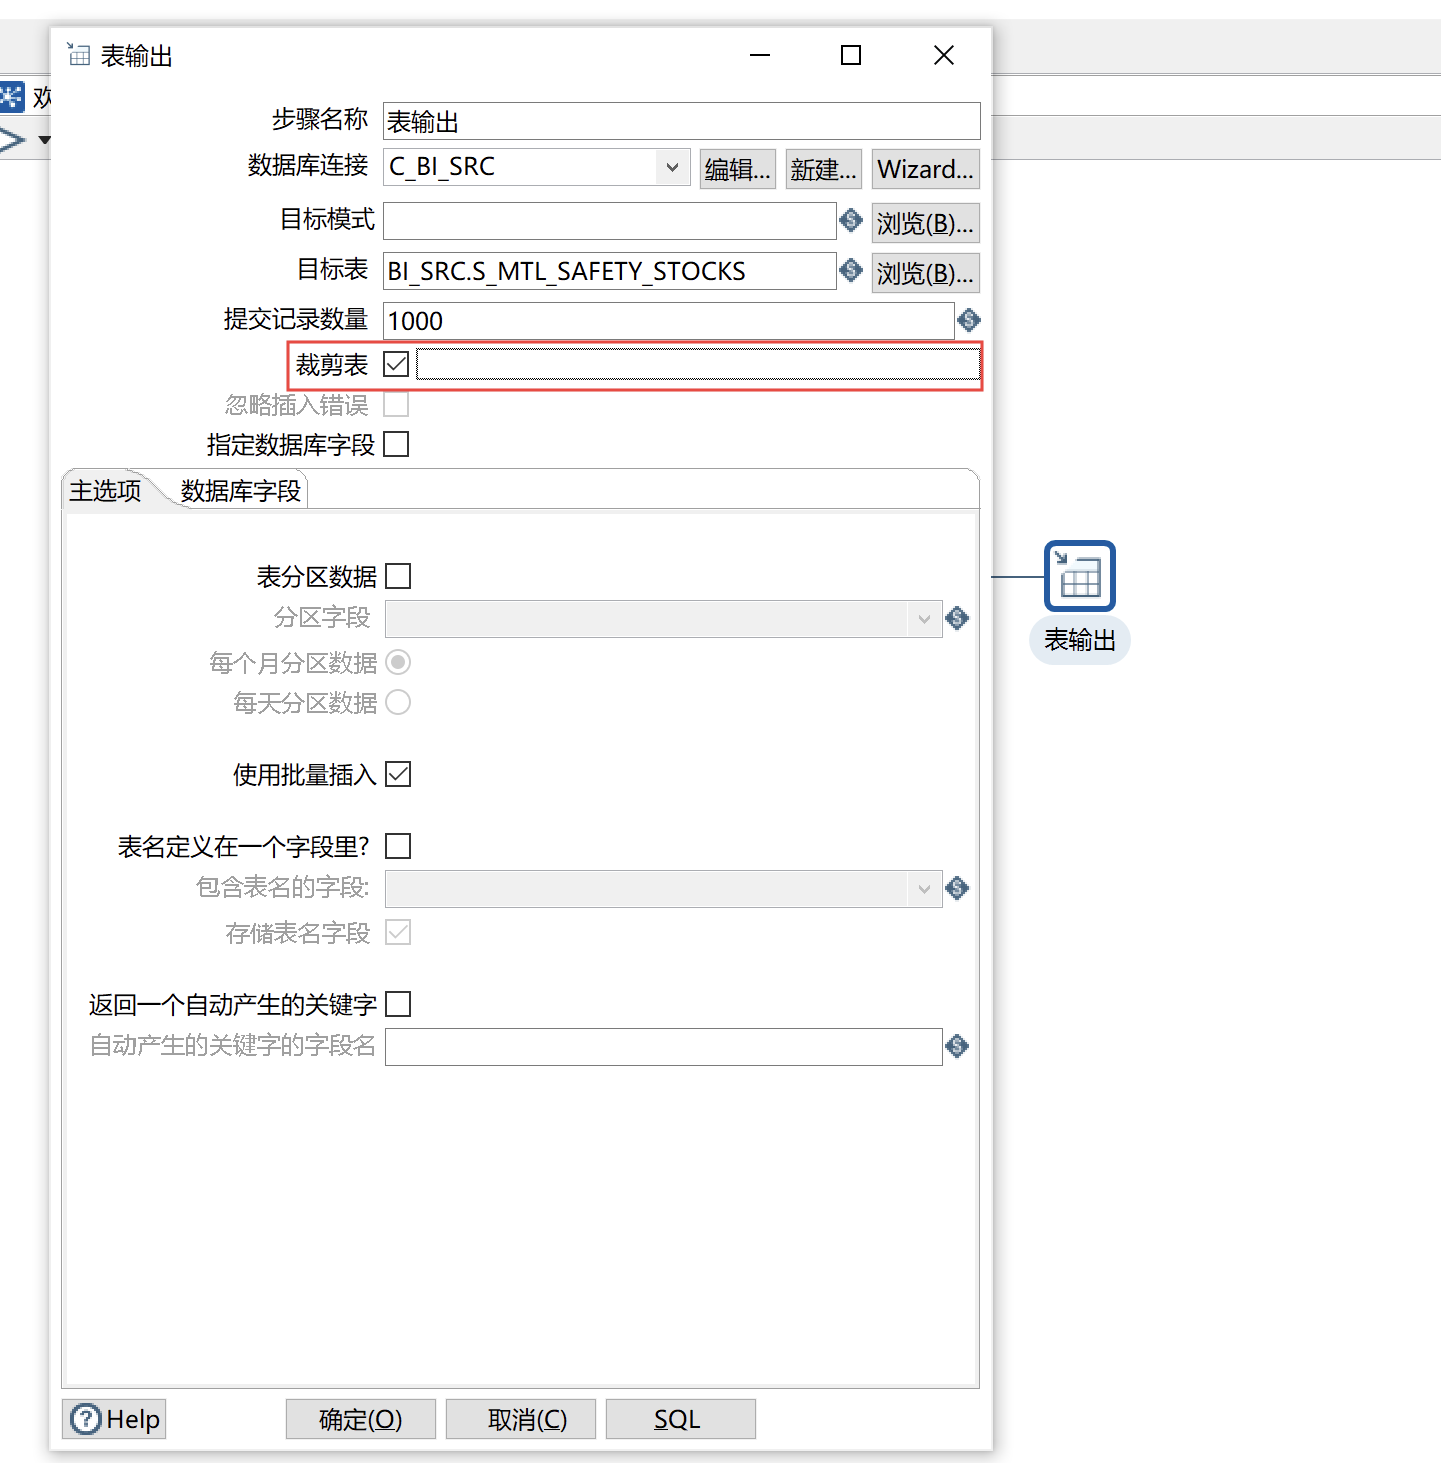 表输出
欢
步骤名称 表输出
数据库连接 C_BI_SRC 编辑... 新建... Wizard...
目标模式 浏览(B)...
目标表 BI_SRC.S_MTL_SAFETY_STOCKS 浏览(B)...
提交记录数量 1000
裁剪表
忽略插入错误
指定数据库字段
主选项 数据库字段
表分区数据
分区字段
每个月分区数据
每天分区数据
使用批量插入
表名定义在一个字段里?
包含表名的字段:
存储表名字段
返回一个自动产生的关键字
自动产生的关键字的字段名
Help 确定(O) 取消(C) SQL
表输出